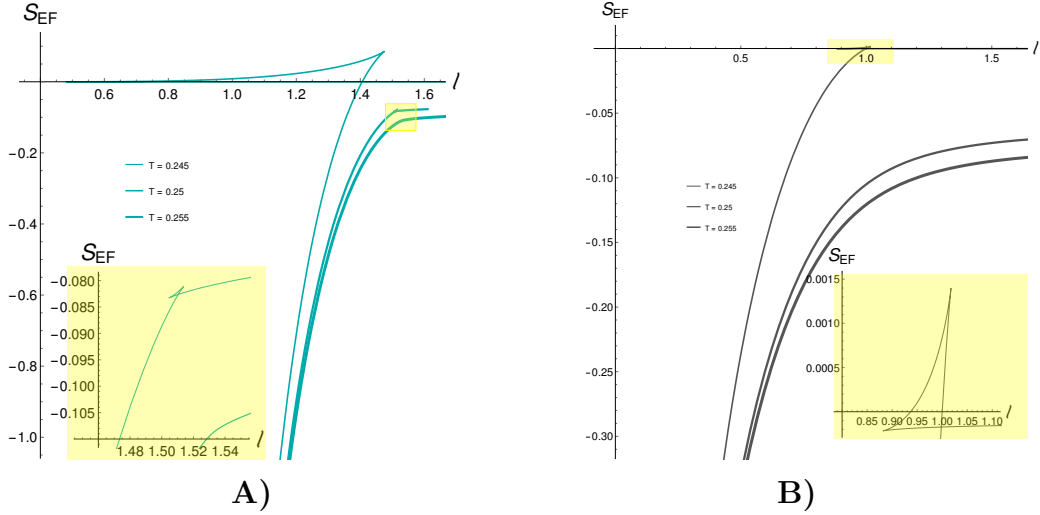 S_EF
0.6 0.8 1.0 1.2 1.4 1.6 l
−0.2
−0.4
−0.6
−0.8
−1.0
T = 0.245
T = 0.25
T = 0.255
S_EF
−0.080
−0.085
−0.090
−0.095
−0.100
−0.105
1.48 1.50 1.52 1.54 l
A)
S_EF
0.5 1.0 1.5 l
−0.05
−0.10
−0.15
−0.20
−0.25
−0.30
T = 0.245
T = 0.25
T = 0.255
S_EF
0.0015
0.0010
0.0005
0.85 0.90 0.95 1.00 1.05 1.10 l
B)